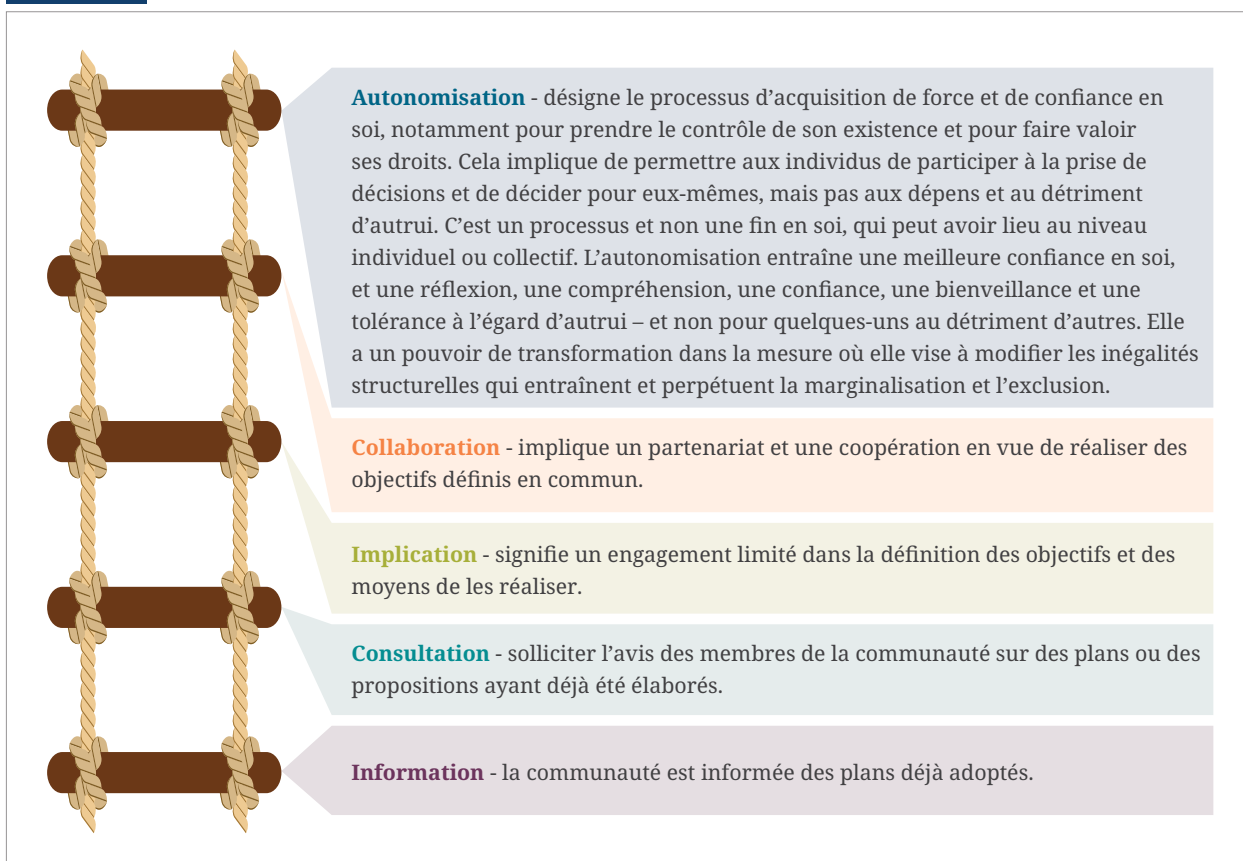 Autonomisation - désigne le processus d’acquisition de force et de confiance en
soi, notamment pour prendre le contrôle de son existence et pour faire valoir
ses droits. Cela implique de permettre aux individus de participer à la prise de
décisions et de décider pour eux-mêmes, mais pas aux dépens et au détriment
d’autrui. C’est un processus et non une fin en soi, qui peut avoir lieu au niveau
individuel ou collectif. L’autonomisation entraîne une meilleure confiance en soi,
et une réflexion, une compréhension, une confiance, une bienveillance et une
tolérance à l’égard d’autrui – et non pour quelques-uns au détriment d’autres. Elle
a un pouvoir de transformation dans la mesure où elle vise à modifier les inégalités
structurelles qui entraînent et perpétuent la marginalisation et l’exclusion.
Collaboration - implique un partenariat et une coopération en vue de réaliser des
objectifs définis en commun.
Implication - signifie un engagement limité dans la définition des objectifs et des
moyens de les réaliser.
Consultation - solliciter l’avis des membres de la communauté sur des plans ou des
propositions ayant déjà été élaborés.
Information - la communauté est informée des plans déjà adoptés.